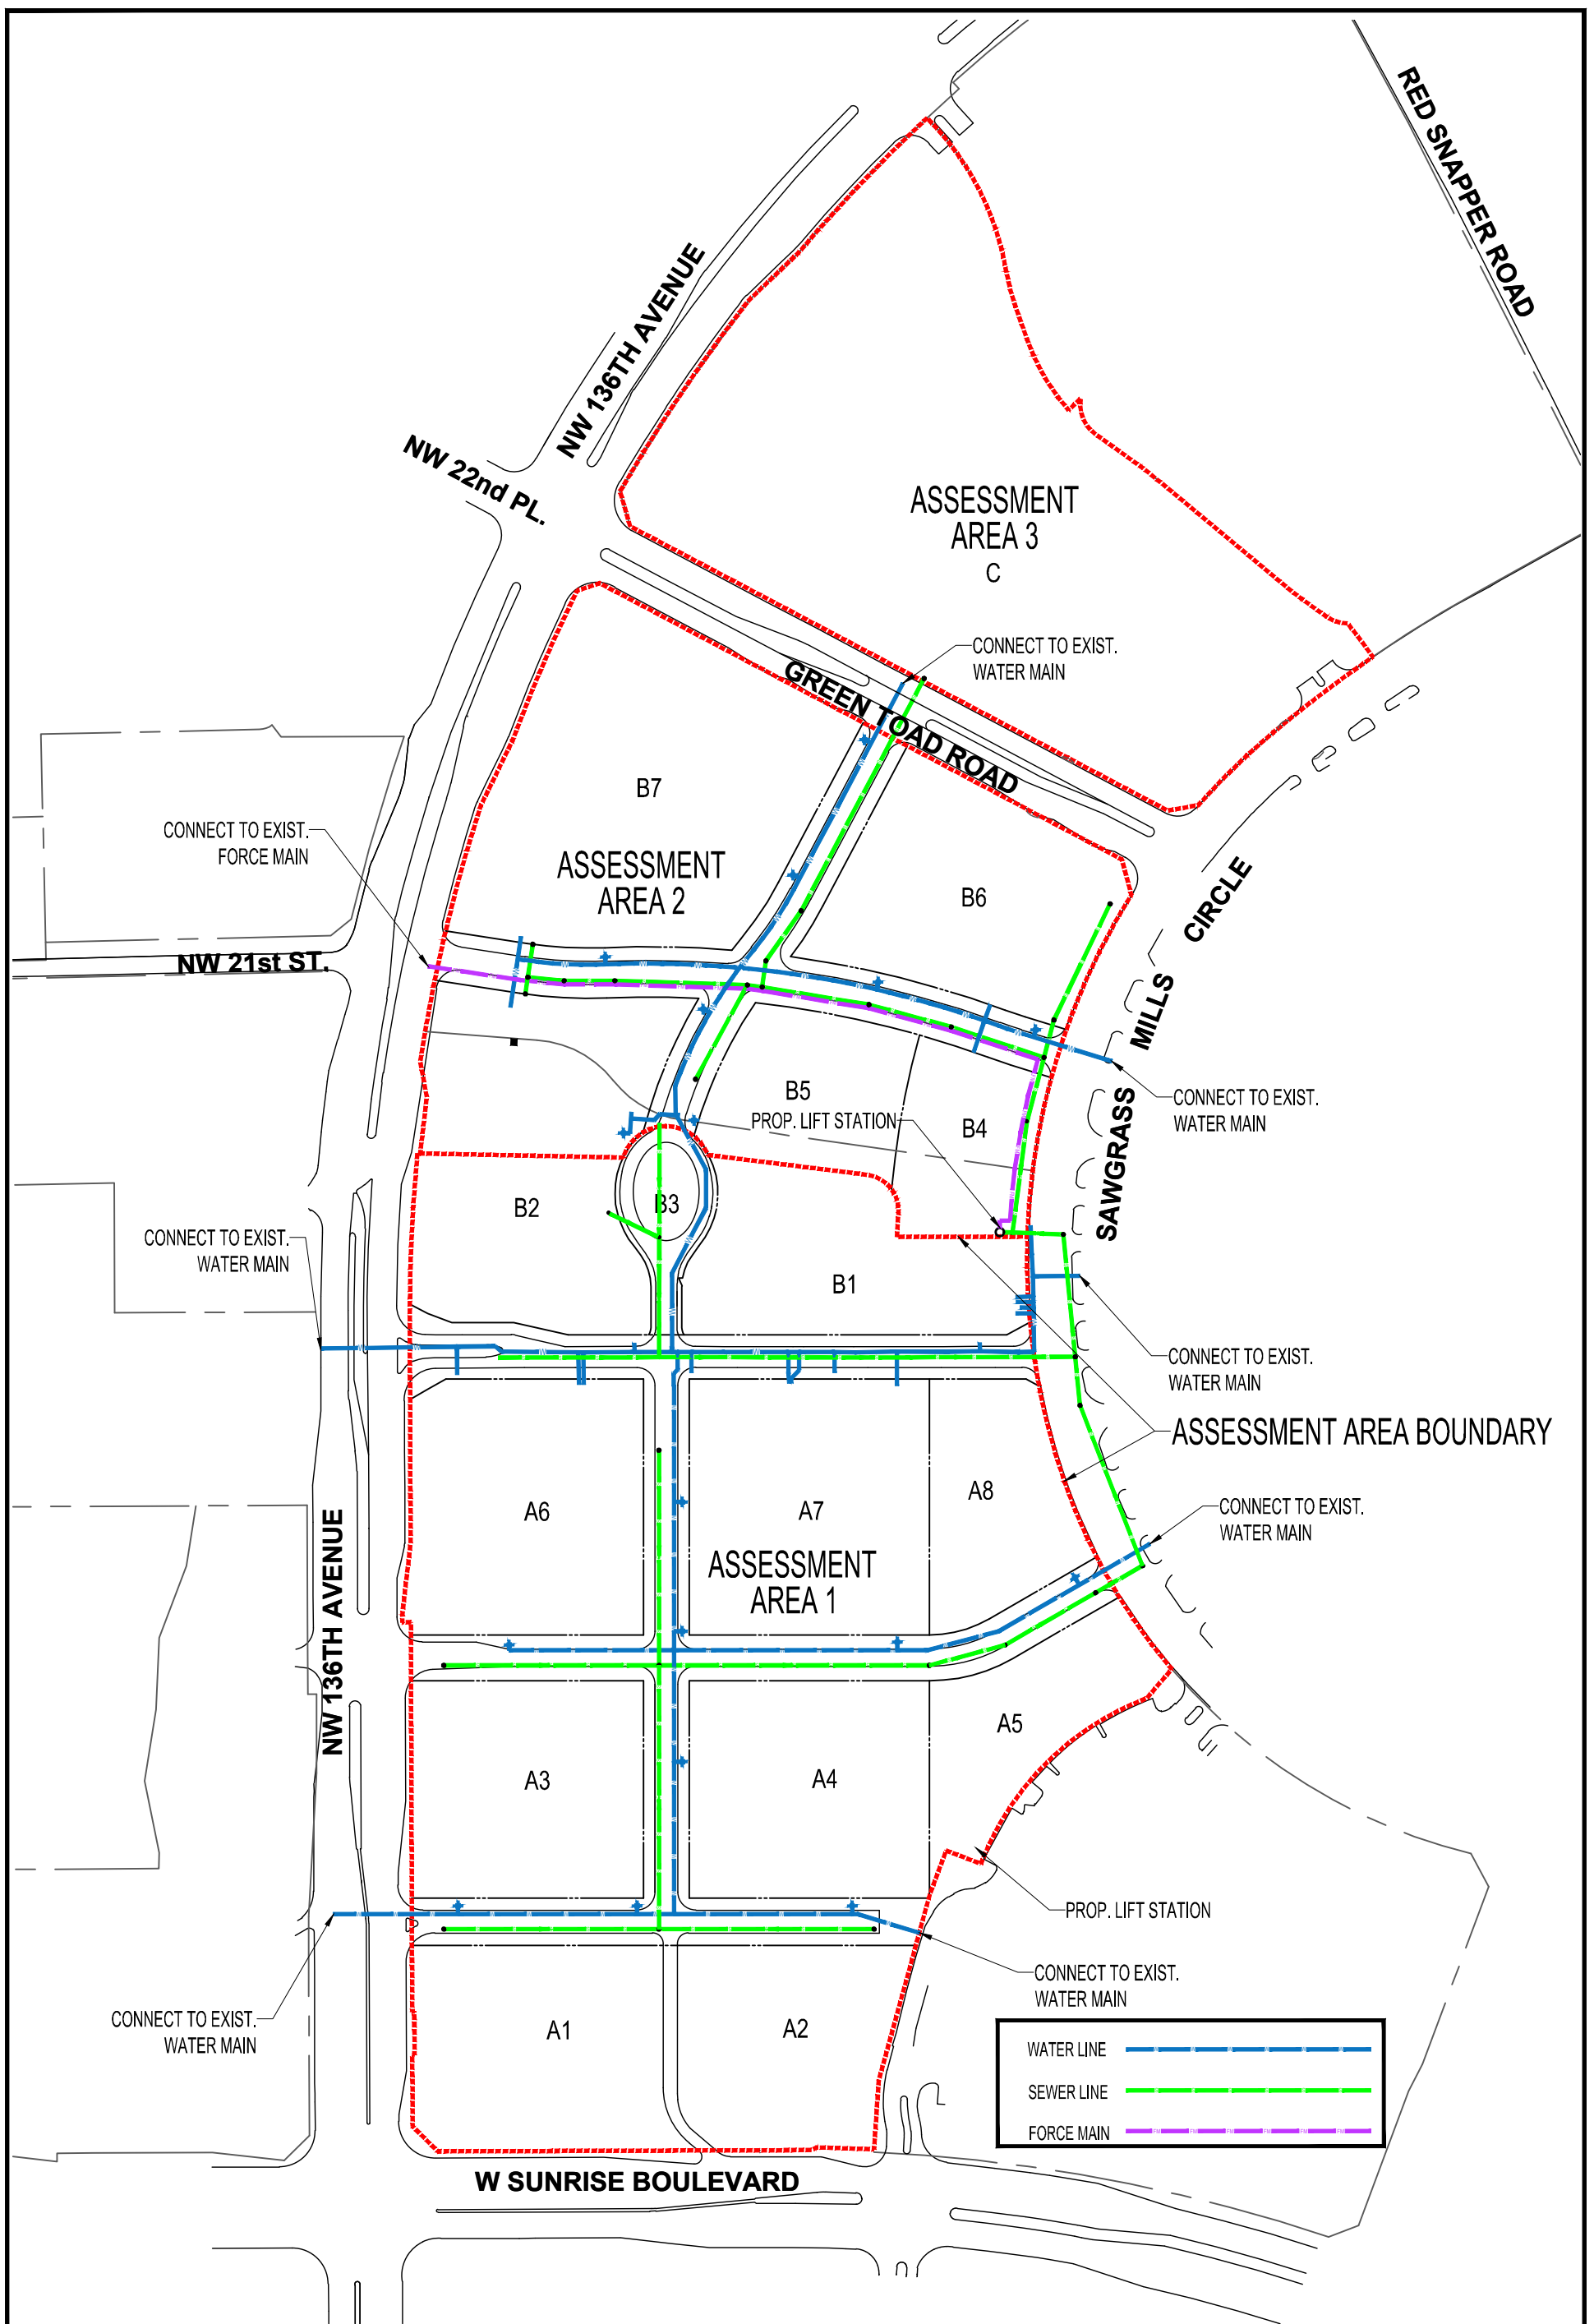 RED SNAPPER ROAD
NW 136TH AVENUE
NW 22nd PL.
ASSESSMENT
AREA 3
C
CONNECT TO EXIST.
WATER MAIN
GREEN TOAD ROAD
B7
CONNECT TO EXIST.
FORCE MAIN
ASSESSMENT
AREA 2
B6
SAWGRASS MILLS CIRCLE
NW 21st ST.
B5
PROP. LIFT STATION
B4
CONNECT TO EXIST.
WATER MAIN
B2
B3
CONNECT TO EXIST.
WATER MAIN
B1
CONNECT TO EXIST.
WATER MAIN
ASSESSMENT AREA BOUNDARY
A6
A7
A8
CONNECT TO EXIST.
WATER MAIN
ASSESSMENT
AREA 1
NW 136TH AVENUE
A3
A4
A5
PROP. LIFT STATION
CONNECT TO EXIST.
WATER MAIN
CONNECT TO EXIST.
WATER MAIN
A1
A2
WATER LINE
SEWER LINE
FORCE MAIN
W SUNRISE BOULEVARD